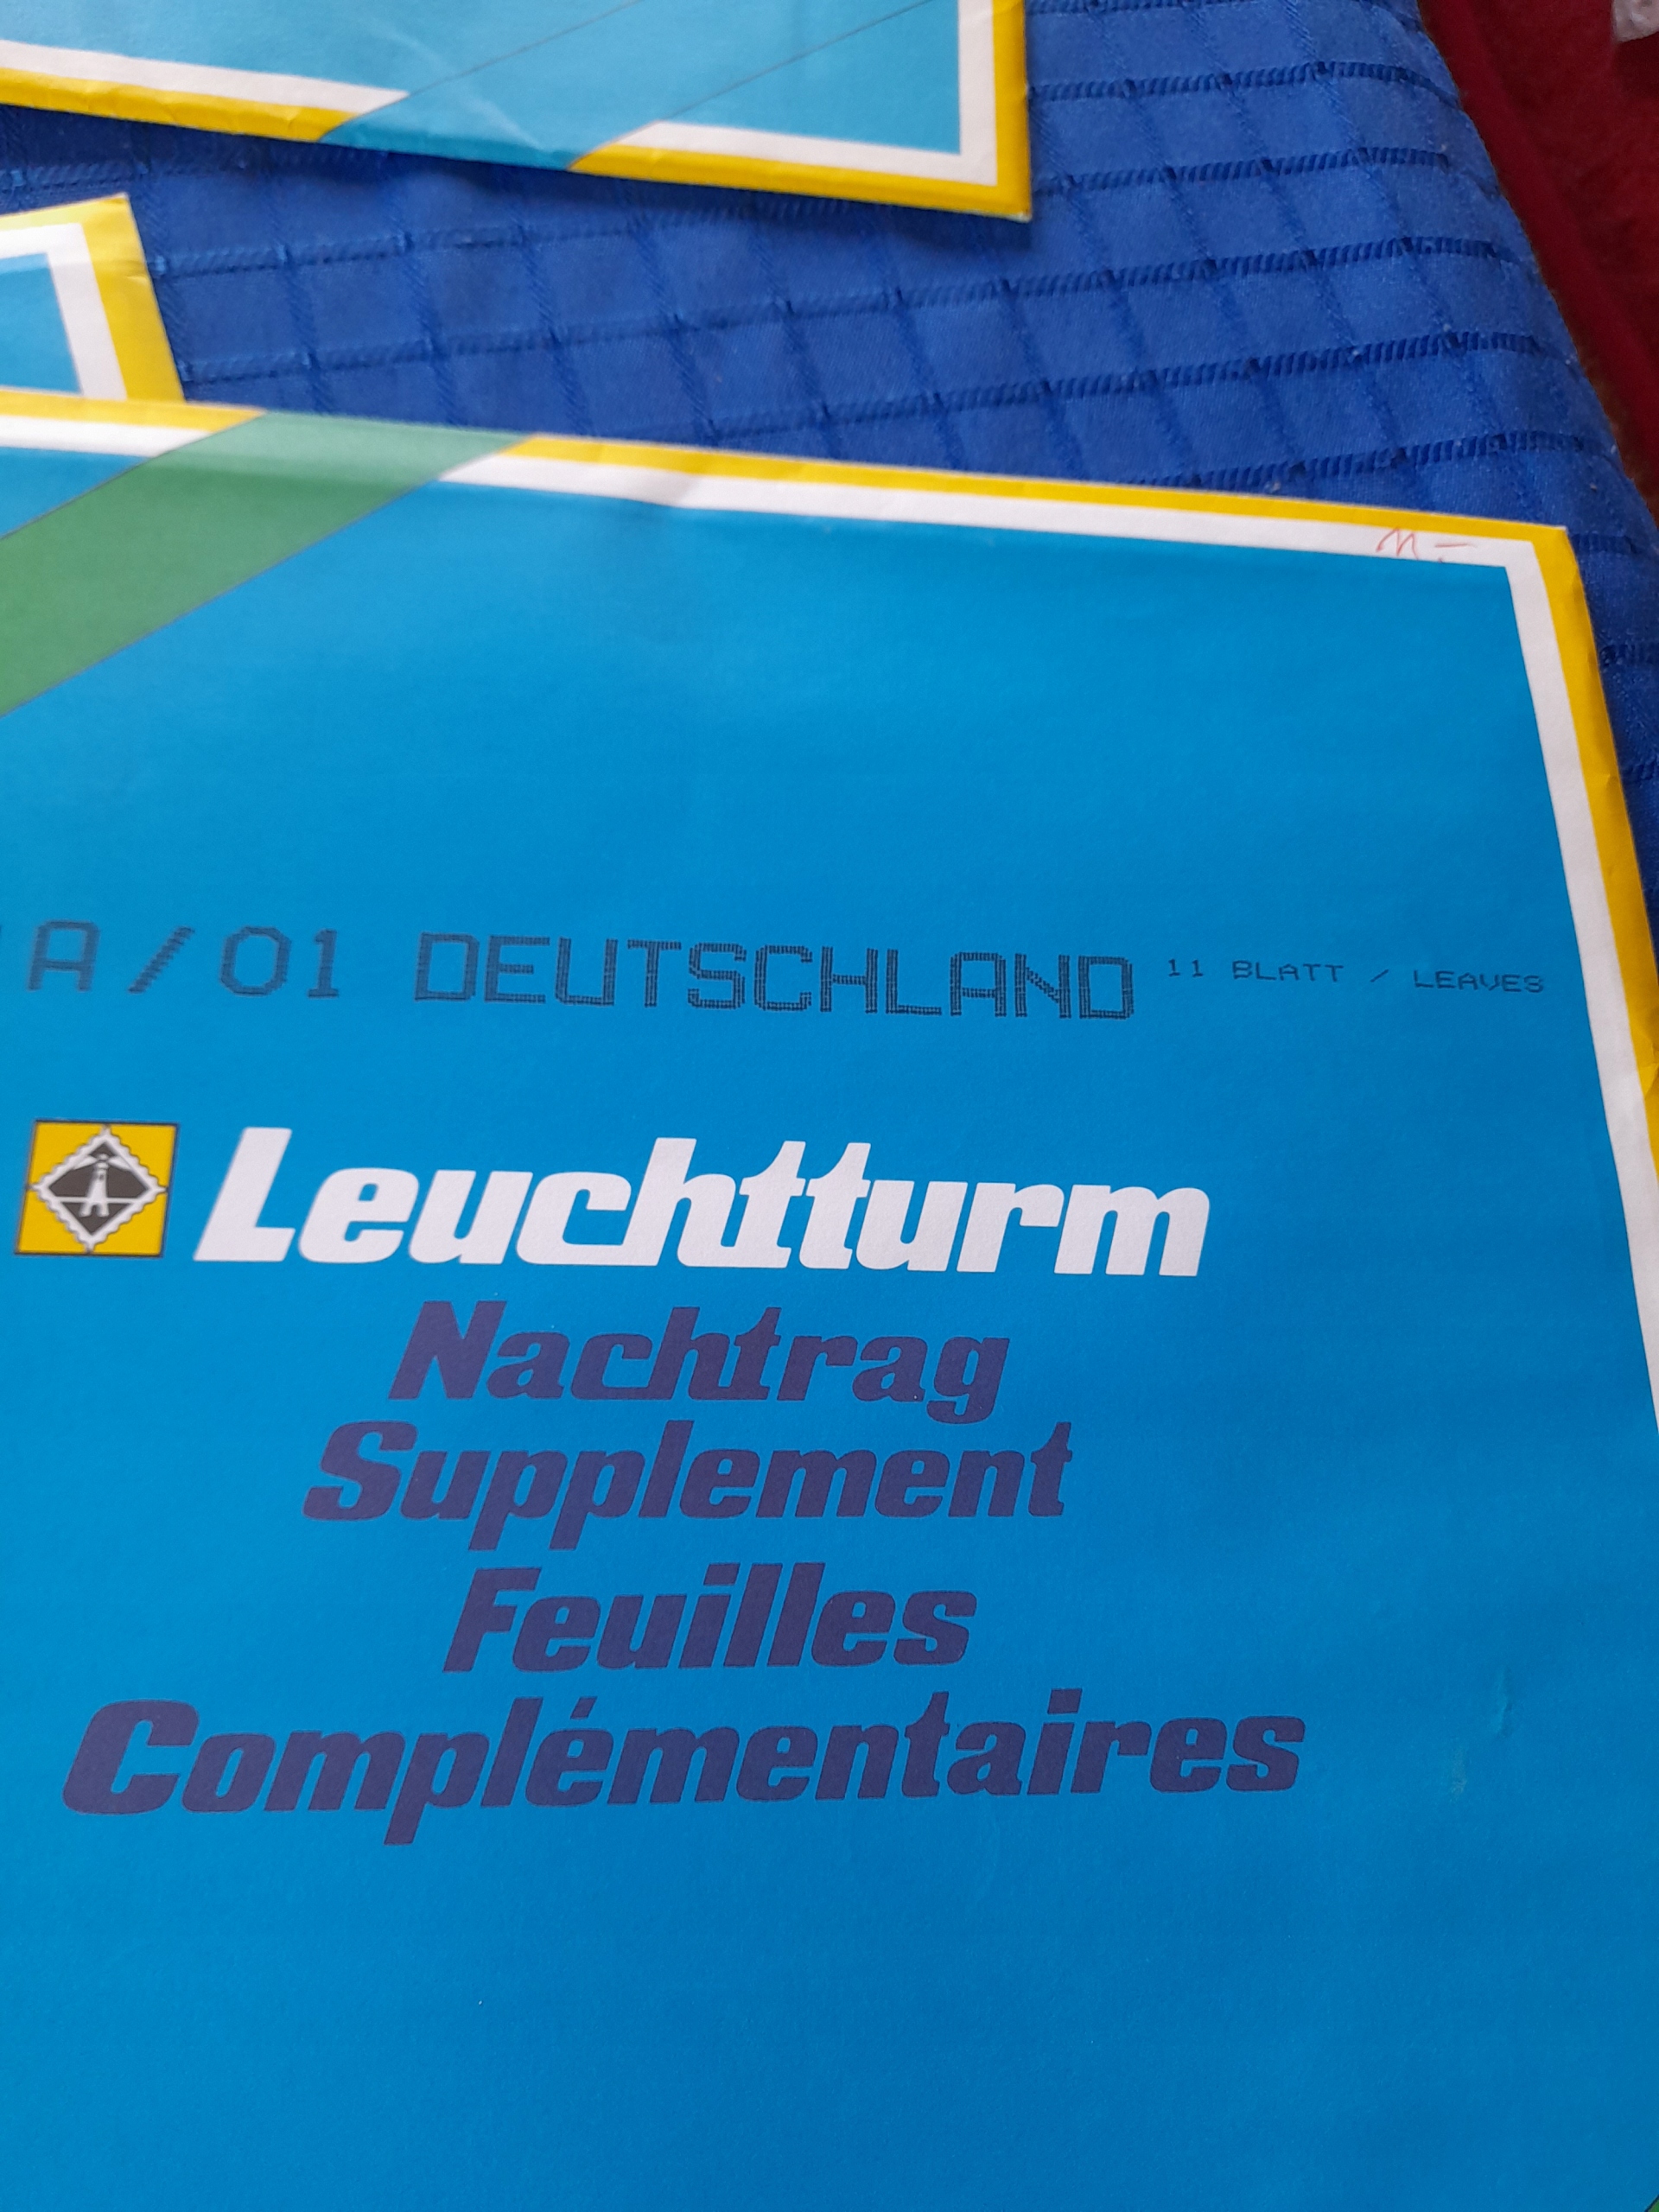 A/01 DEUTSCHLAND 11 BLATT / LEAVES
Leuchtturm
Nachtrag
Supplement
Feuilles
Complémentaires